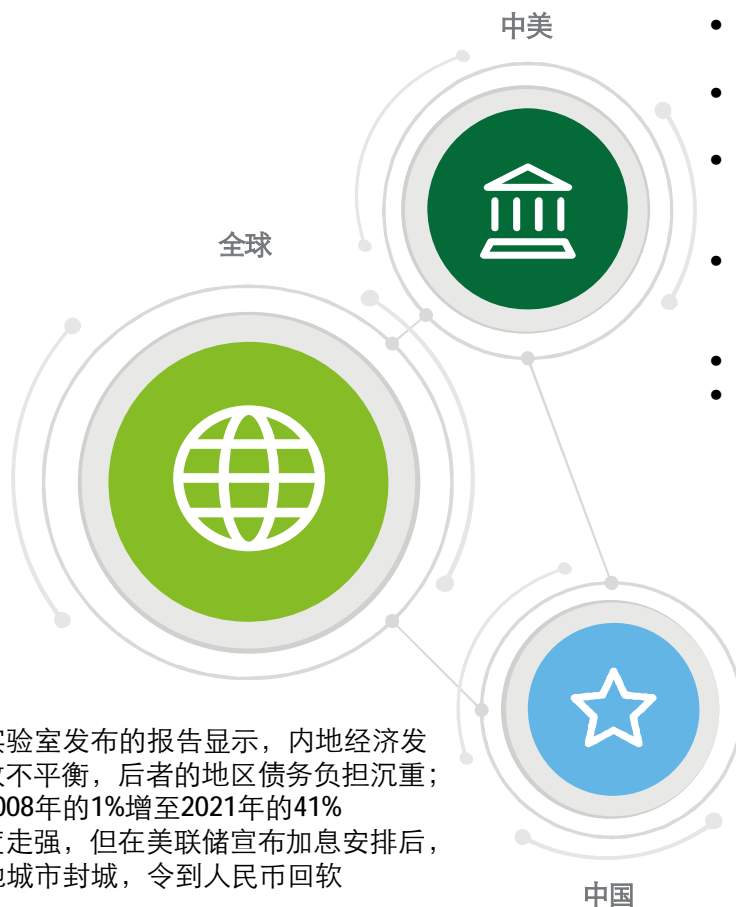 中美
全球
实验室发布的报告显示，内地经济发
不平衡，后者的地区债务负担沉重；
008年的1%增至2021年的41%
走强，但在美联储宣布加息安排后，
城市封城，令到人民币回软
中国